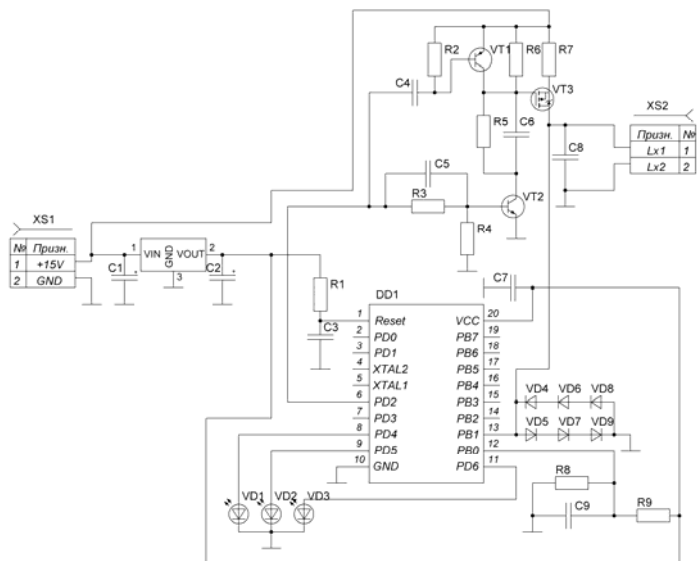 R2
VT1
R6
R7
C4
VT3
XS2
R5
C6
Призн. №
Lx1 1
Lx2 2
C8
C5
R3
VT2
R4
XS1
№ Призн.
1 +15V
2 GND
1 VIN GND VOUT 2
3
C1
C2
R1
C7
DD1
C3
1 Reset VCC 20
2 PD0 PB7 19
3 PD1 PB6 18
4 XTAL2 PB5 17
5 XTAL1 PB4 16
6 PD2 PB3 15
7 PD3 PB2 14
8 PD4 PB1 13
9 PD5 PB0 12
10 GND PD6 11
VD4 VD6 VD8
VD5 VD7 VD9
VD1 VD2 VD3
R8
C9
R9
+
+